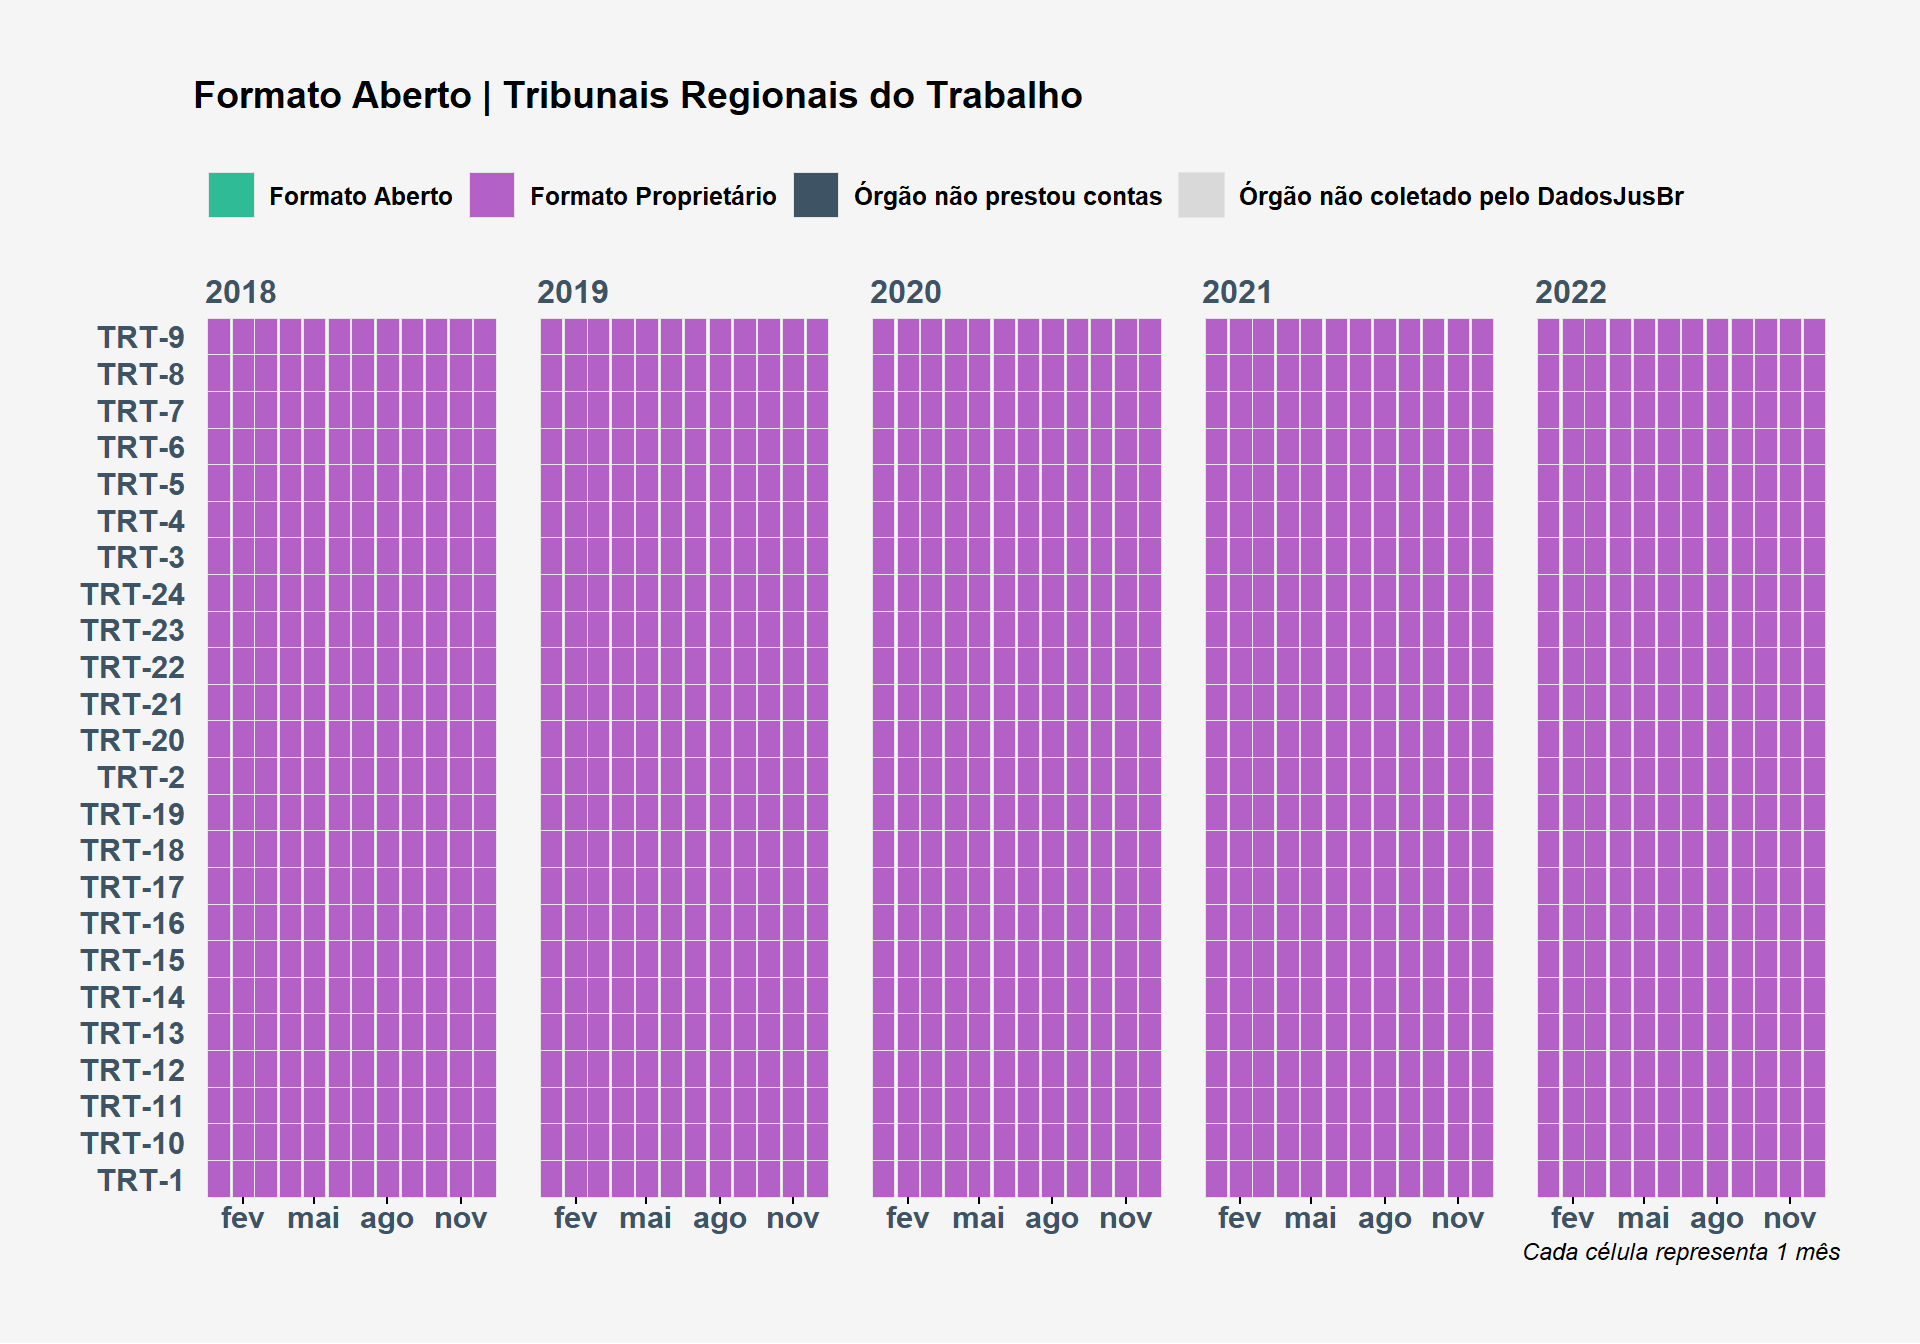 Formato Aberto | Tribunais Regionais do Trabalho
Formato Aberto Formato Proprietário Órgão não prestou contas Órgão não coletado pelo DadosJusBr
2018 2019 2020 2021 2022
TRT-9
TRT-8
TRT-7
TRT-6
TRT-5
TRT-4
TRT-3
TRT-24
TRT-23
TRT-22
TRT-21
TRT-20
TRT-2
TRT-19
TRT-18
TRT-17
TRT-16
TRT-15
TRT-14
TRT-13
TRT-12
TRT-11
TRT-10
TRT-1
fev mai ago nov fev mai ago nov fev mai ago nov fev mai ago nov fev mai ago nov
Cada célula representa 1 mês